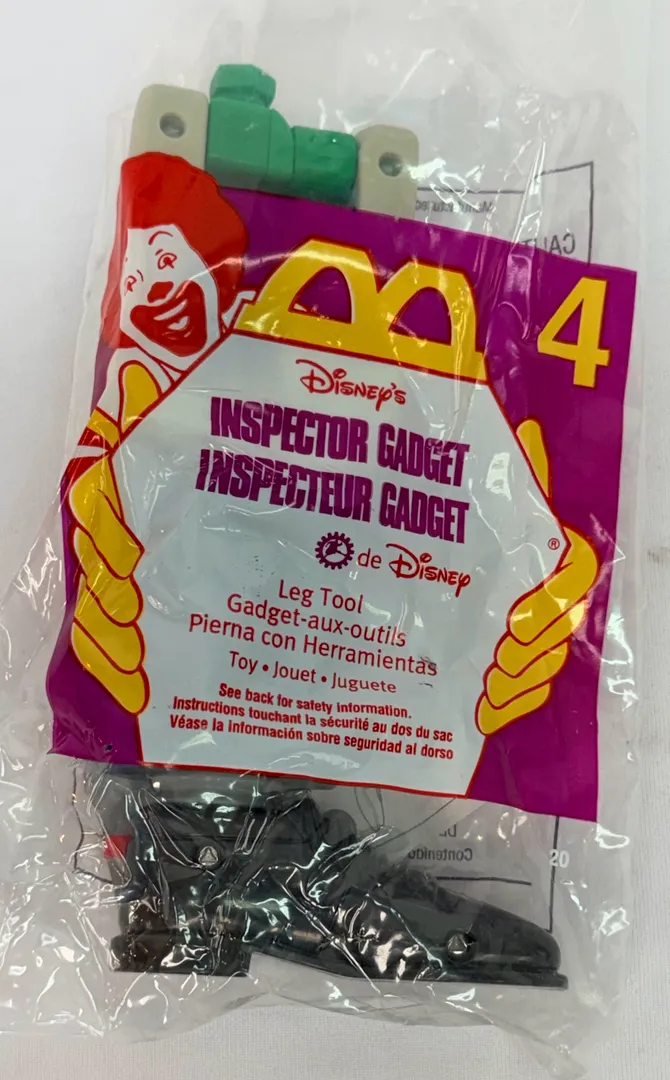 4
DISNEY'S
INSPECTOR GADGET
INSPECTEUR GADGET
de DISNEY
®
Leg Tool
Gadget-aux-outils
Pierna con Herramientas
Toy • Jouet • Juguete
See back for safety information.
Instructions touchant la sécurité au dos du sac
Véase la información sobre seguridad al dorso
Contenido
20